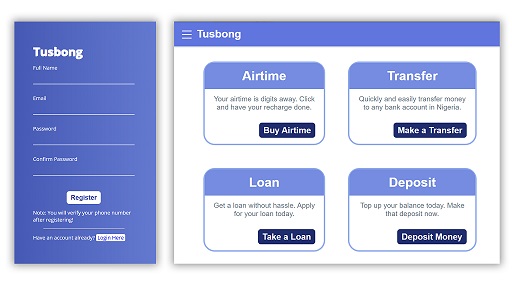 Tusbong
Full Name
Email
Password
Confirm Password
Register
Note: You will verify your phone number
after registering!
Have an account already? Login Here
Tusbong
Airtime
Your airtime is digits away. Click
and have your recharge done.
Buy Airtime
Transfer
Quickly and easily transfer money
to any bank account in Nigeria.
Make a Transfer
Loan
Get a loan without hassle. Apply
for your loan today.
Take a Loan
Deposit
Top up your balance today. Make
that deposit now.
Deposit Money